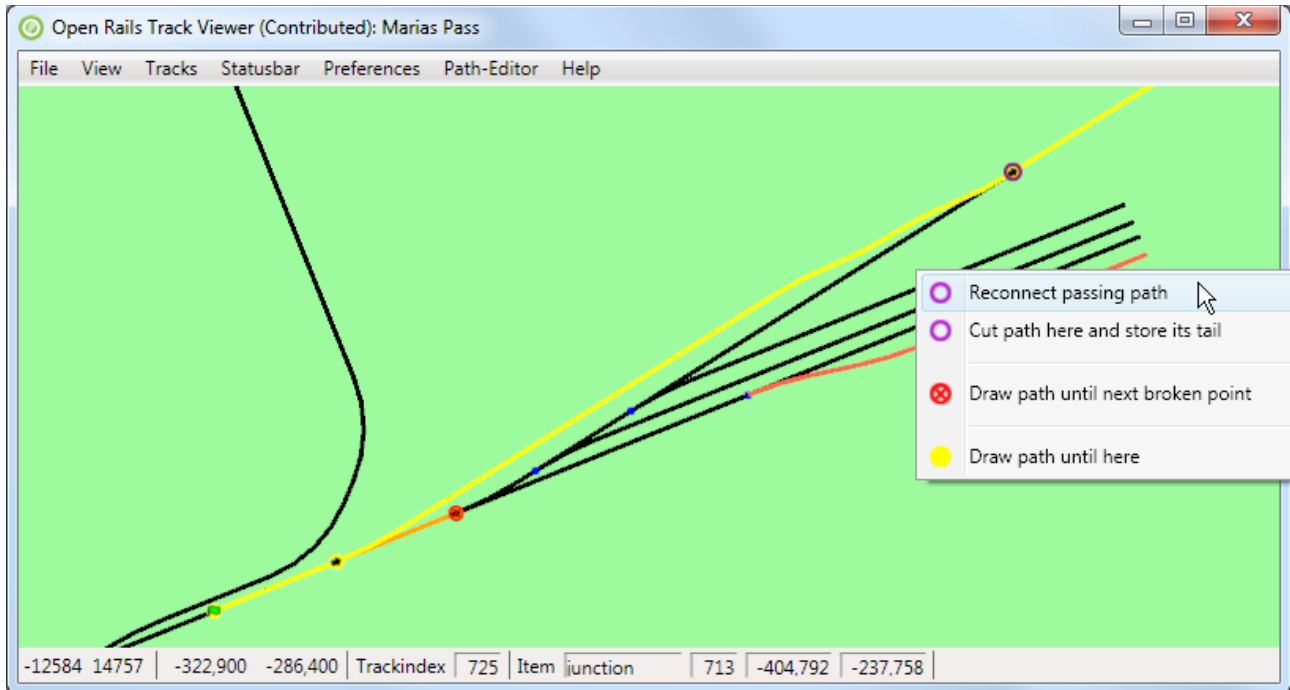 Open Rails Track Viewer (Contributed): Marias Pass
File View Tracks Statusbar Preferences Path-Editor Help
Reconnect passing path
Cut path here and store its tail
Draw path until next broken point
Draw path until here
-12584 14757 -322,900 -286,400 Trackindex 725 Item junction 713 -404,792 -237,758